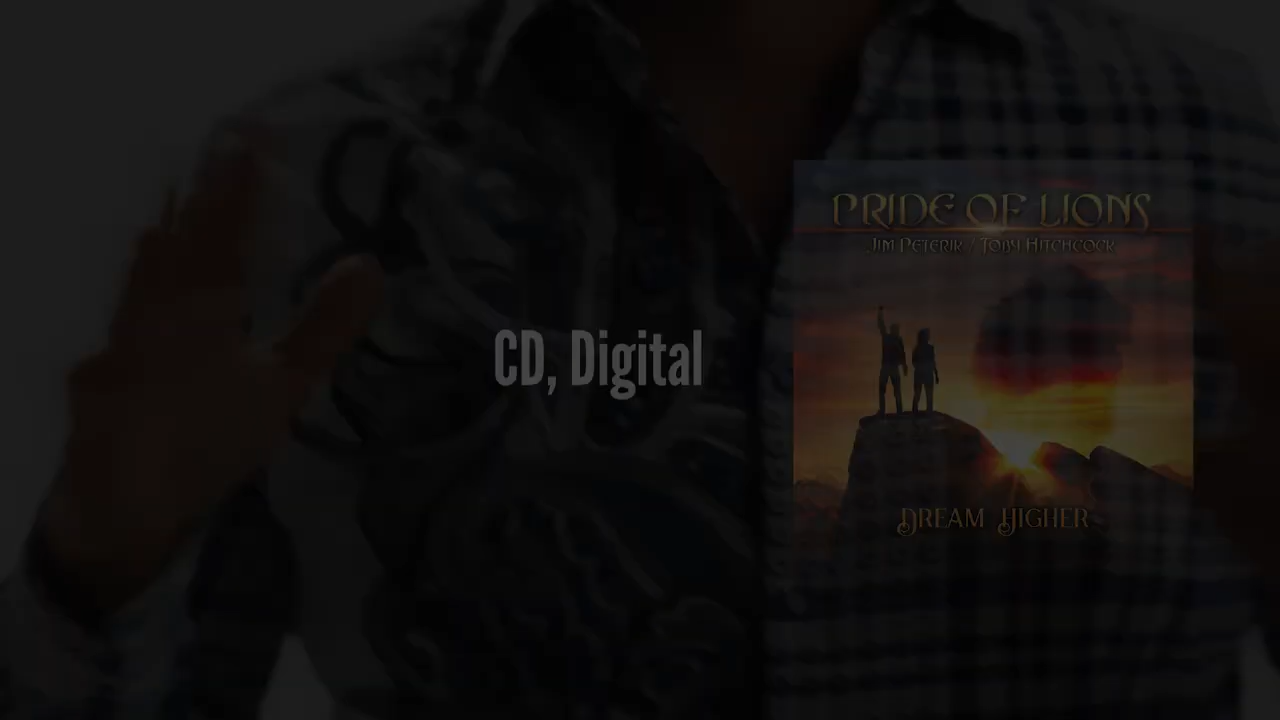 CD, Digital
PRIDE OF LIONS
JIM PETERIK / TOBY HITCHCOCK
DREAM HIGHER